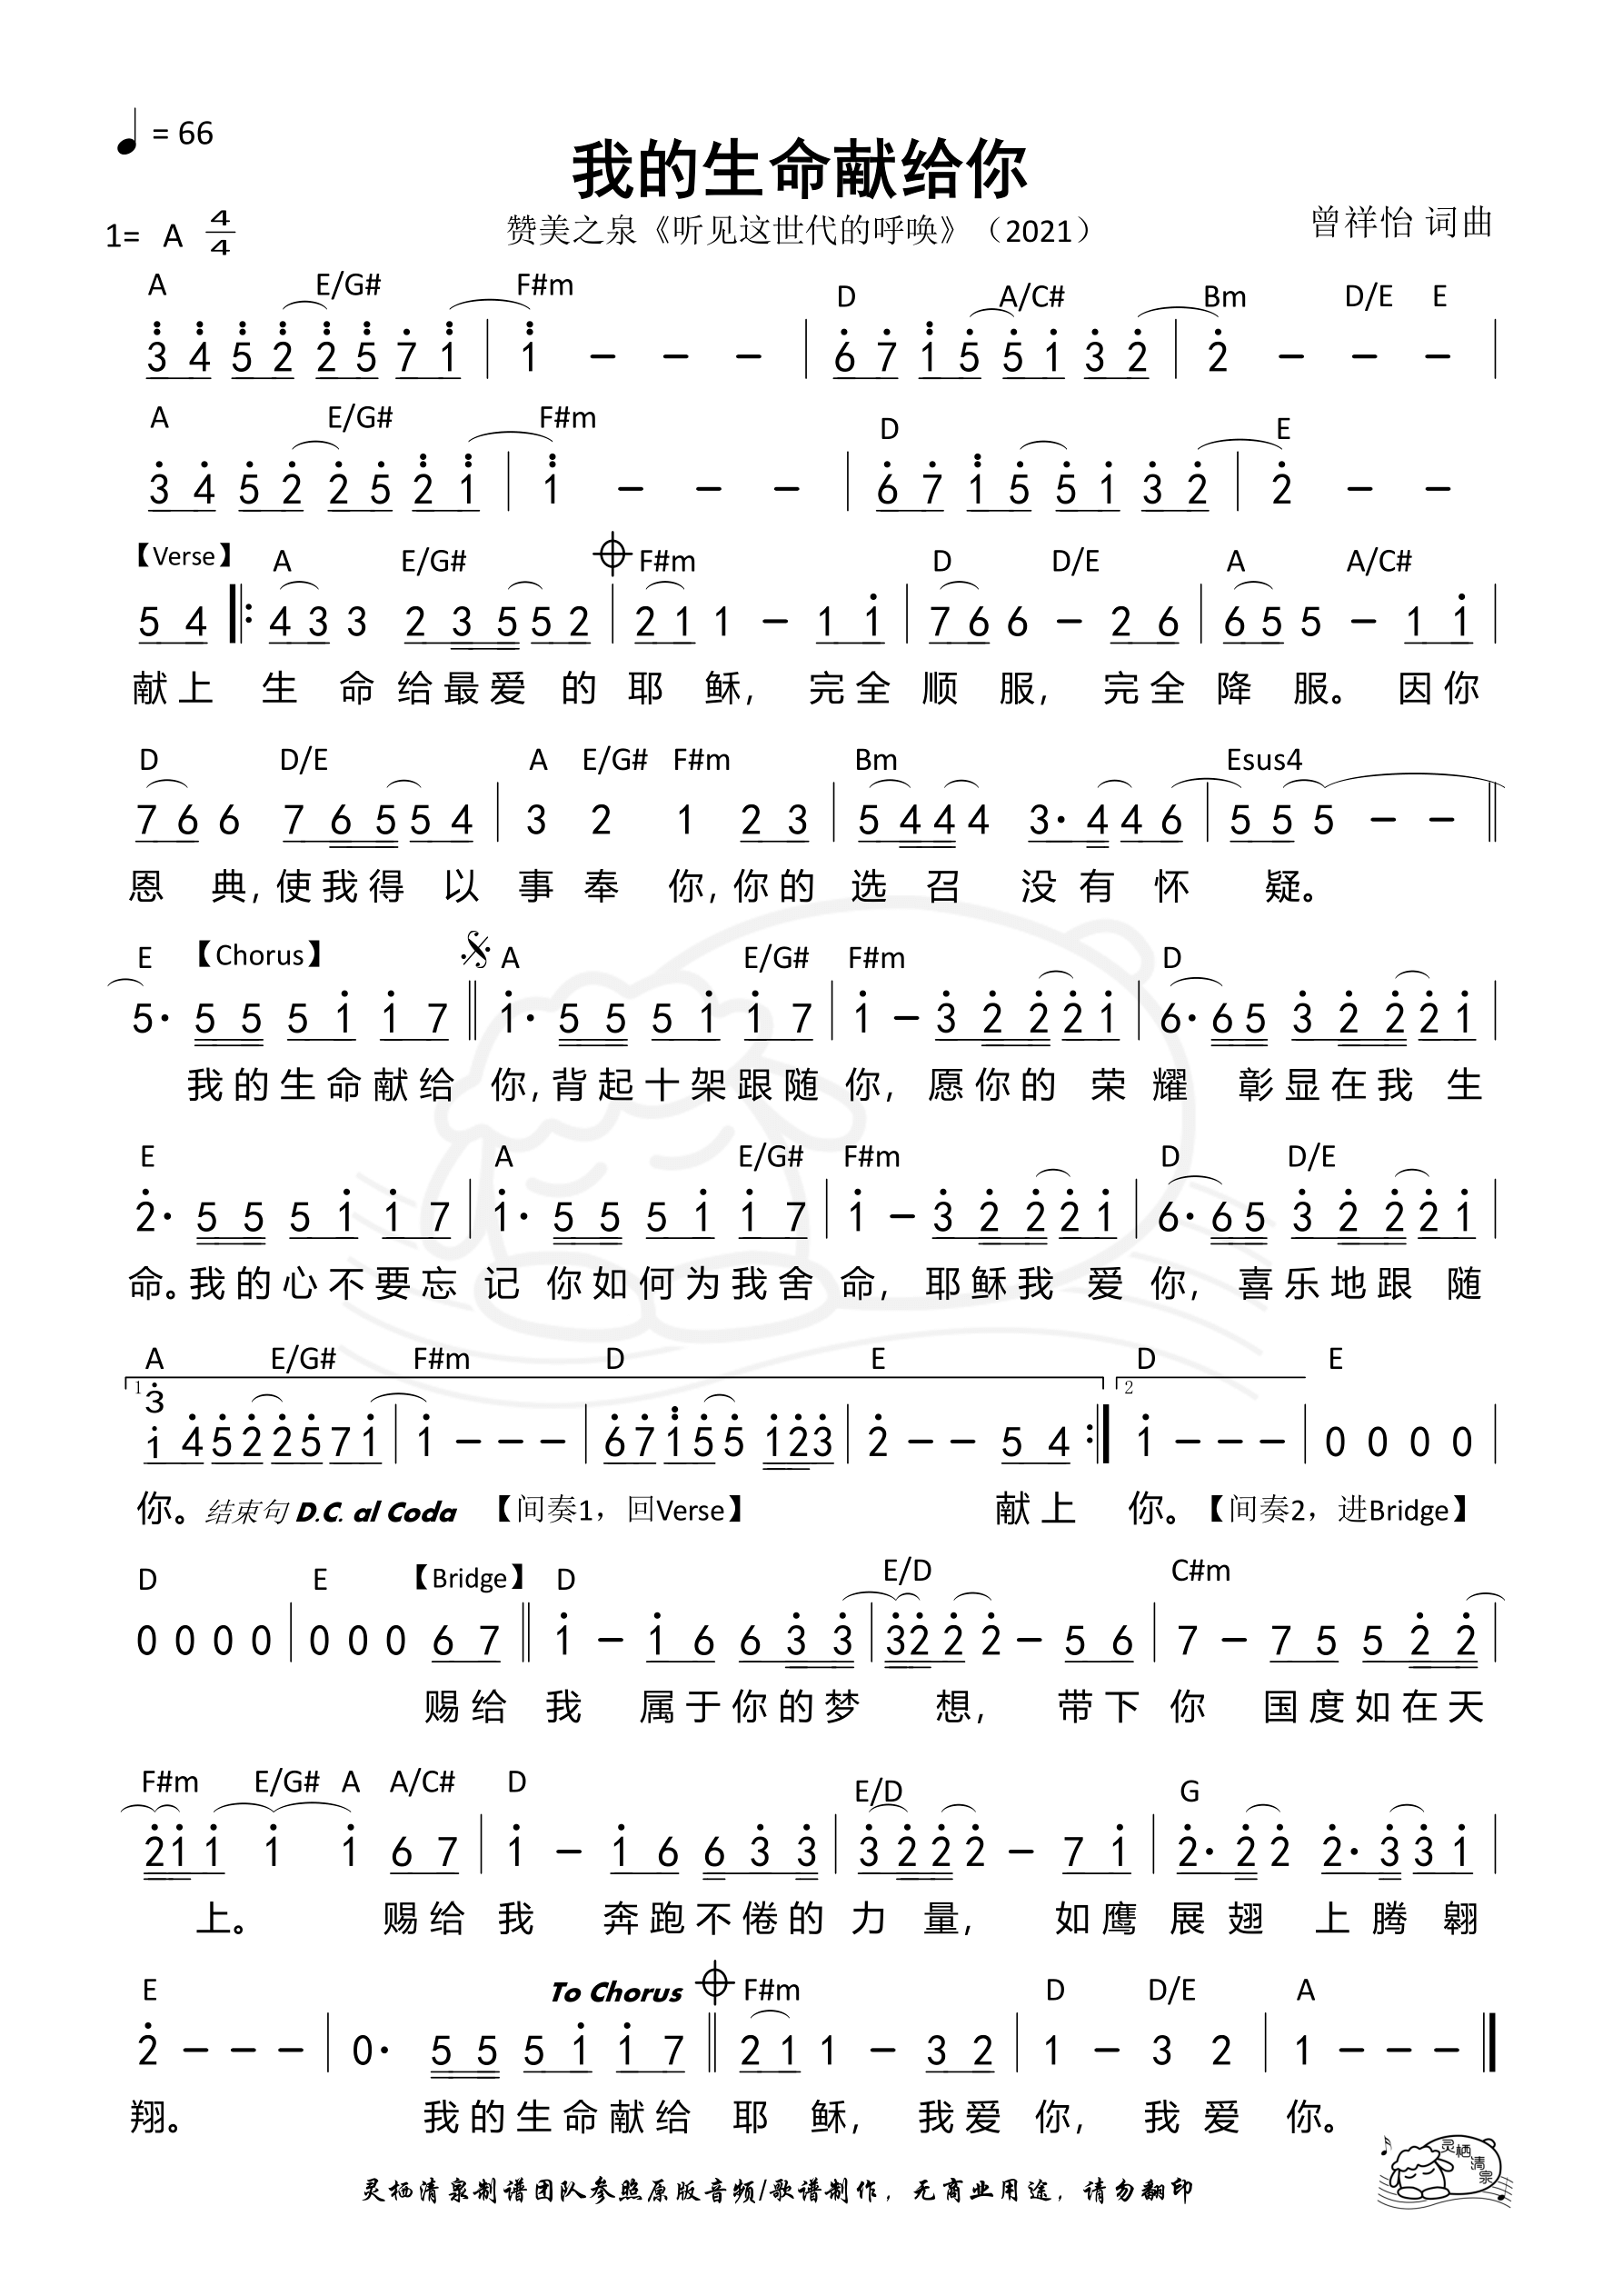 ♩ = 66
我的生命献给你
1= A 4/4
赞美之泉《听见这世代的呼唤》（2021）
曾祥怡 词曲
A E/G# F#m D A/C# Bm D/E E
3 4 5 2 2 5 7 1 | 1 – – – | 6 7 1 5 5 1 3 2 | 2 – – – |
A E/G# F#m D E
3 4 5 2 2 5 2 1 | 1 – – – | 6 7 1 5 5 1 3 2 | 2 – –
【Verse】 A E/G# F#m D D/E A A/C#
5 4 |: 4 3 3 2 3 5 5 2 | 2 1 1 – 1 1 | 7 6 6 – 2 6 | 6 5 5 – 1 1 |
献上 生 命给最爱 的 耶 稣, 完全 顺 服, 完全 降 服。 因你
D D/E A E/G# F#m Bm Esus4
7 6 6 7 6 5 5 4 | 3 2 1 2 3 | 5 4 4 4 3· 4 4 6 | 5 5 5 – – ||
恩 典,使我得 以 事 奉 你,你的 选 召 没 有 怀 疑。
E 【Chorus】 A E/G# F#m D
5· 5 5 5 1 1 7 || 1· 5 5 5 1 1 7 | 1 – 3 2 2 2 1 | 6· 6 5 3 2 2 2 1 |
我的生命献给 你,背起十架跟随 你, 愿你的 荣 耀 彰显在我 生
E A E/G# F#m D D/E
2· 5 5 5 1 1 7 | 1· 5 5 5 1 1 7 | 1 – 3 2 2 2 1 | 6· 6 5 3 2 2 2 1 |
命。我的心不要忘 记 你如何为我舍 命, 耶稣我 爱 你, 喜乐地跟 随
A E/G# F#m D E D E
1 3 2
1 4 5 2 2 5 7 1 | 1 – – – | 6 7 1 5 5 1 2 3 | 2 – – 5 4 :| 1 – – – | 0 0 0 0 |
你。 结束句 D.C. al Coda 【间奏1，回Verse】 献上 你。【间奏2，进Bridge】
D E 【Bridge】 D E/D C#m
0 0 0 0 | 0 0 0 6 7 || 1 – 1 6 6 3 3 | 3 2 2 2 – 5 6 | 7 – 7 5 5 2 2 |
赐给 我 属于你的梦 想, 带下 你 国度如在天
F#m E/G# A A/C# D E/D G
2 1 1 1 1 6 7 | 1 – 1 6 6 3 3 | 3 2 2 2 – 7 1 | 2· 2 2 2· 3 3 1 |
上。 赐给 我 奔跑不倦的 力 量, 如鹰 展 翅 上 腾 翱
E To Chorus F#m D D/E A
2 – – – | 0· 5 5 5 1 1 7 || 2 1 1 – 3 2 | 1 – 3 2 | 1 – – –
翔。 我的生命献给 耶 稣, 我爱 你, 我 爱 你。
灵栖清泉
灵栖清泉制谱团队参照原版音频/歌谱制作，无商业用途，请勿翻印